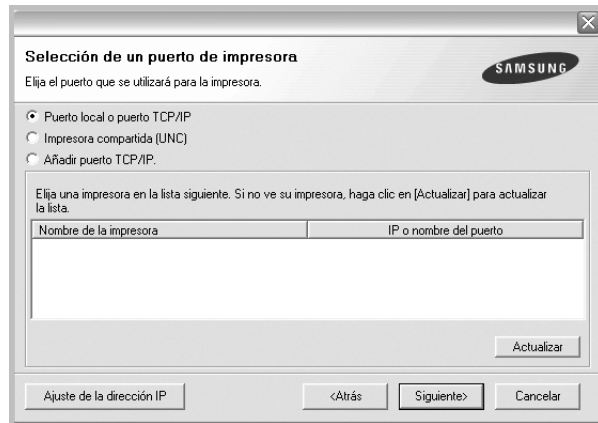 Selección de un puerto de impresora
Elija el puerto que se utilizará para la impresora.
SAMSUNG
Puerto local o puerto TCP/IP
Impresora compartida (UNC)
Añadir puerto TCP/IP.
Elija una impresora en la lista siguiente. Si no ve su impresora, haga clic en [Actualizar] para actualizar
la lista.
Nombre de la impresora IP o nombre del puerto
Actualizar
Ajuste de la dirección IP <Atrás Siguiente> Cancelar